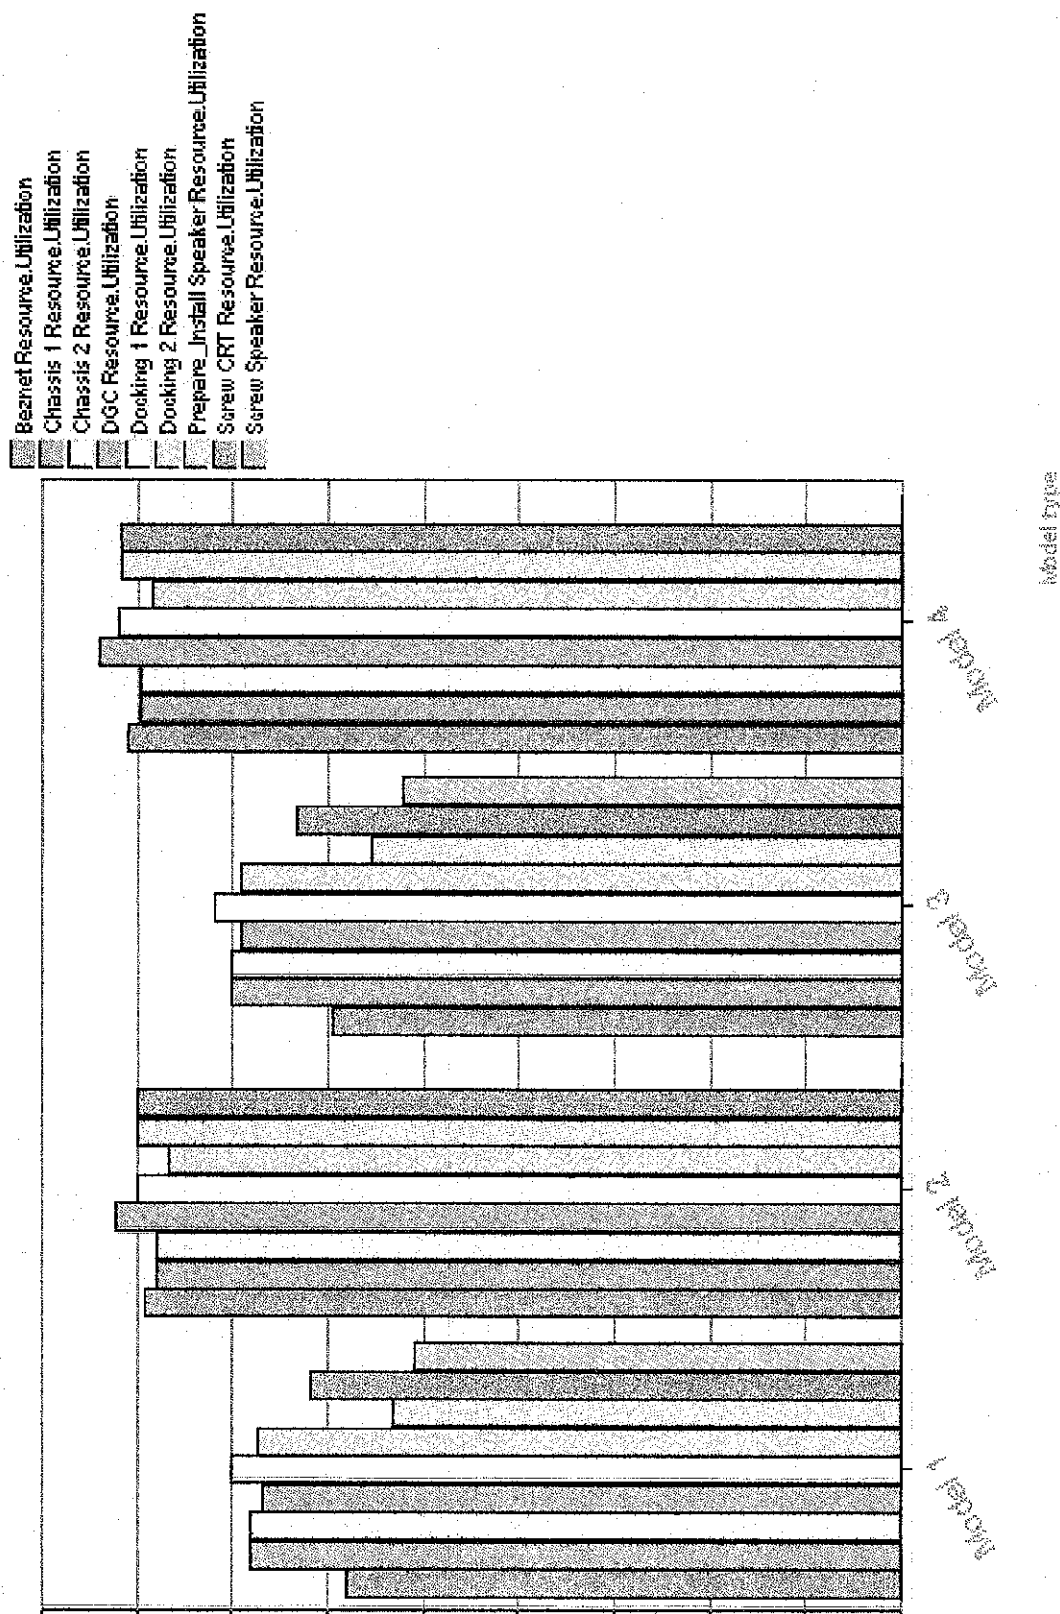 Beznet Resource.Utilization
Chassis 1 Resource.Utilization
Chassis 2 Resource.Utilization
DGC Resource.Utilization
Docking 1 Resource.Utilization
Docking 2 Resource.Utilization
Prepare_Install Speaker Resource.Utilization
Screw CRT Resource.Utilization
Screw Speaker Resource.Utilization
Model 1
Model 2
Model 3
Model 4
Model type